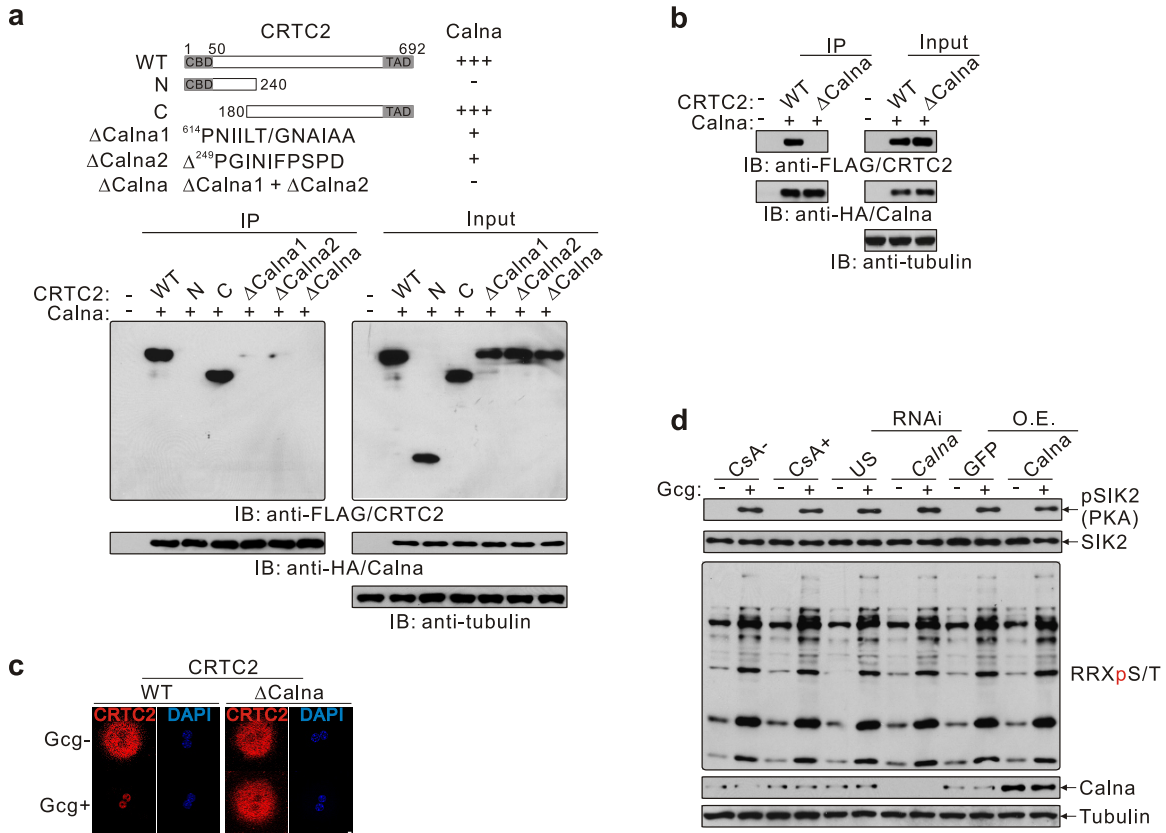 a
CRTC2 Calna
1 50 692
WT CBD TAD +++
N CBD 240 -
C 180 TAD +++
ΔCalna1 ⁶¹⁴PNIILT/GNAIAA +
ΔCalna2 Δ²⁴⁹PGINIFPSPD +
ΔCalna ΔCalna1 + ΔCalna2 -
IP Input
CRTC2: - WT N C ΔCalna1 ΔCalna2 ΔCalna - WT N C ΔCalna1 ΔCalna2 ΔCalna
Calna: - + + + + + + - + + + + + +
IB: anti-FLAG/CRTC2
IB: anti-HA/Calna
IB: anti-tubulin
b
IP Input
CRTC2: - WT ΔCalna - WT ΔCalna
Calna: - + + - + +
IB: anti-FLAG/CRTC2
IB: anti-HA/Calna
IB: anti-tubulin
c
CRTC2
WT ΔCalna
CRTC2 DAPI CRTC2 DAPI
Gcg-
Gcg+
d
RNAi O.E.
CsA- CsA+ US Calna GFP Calna
Gcg: - + - + - + - + - + - +
pSIK2
(PKA)
SIK2
RRXpS/T
Calna
Tubulin